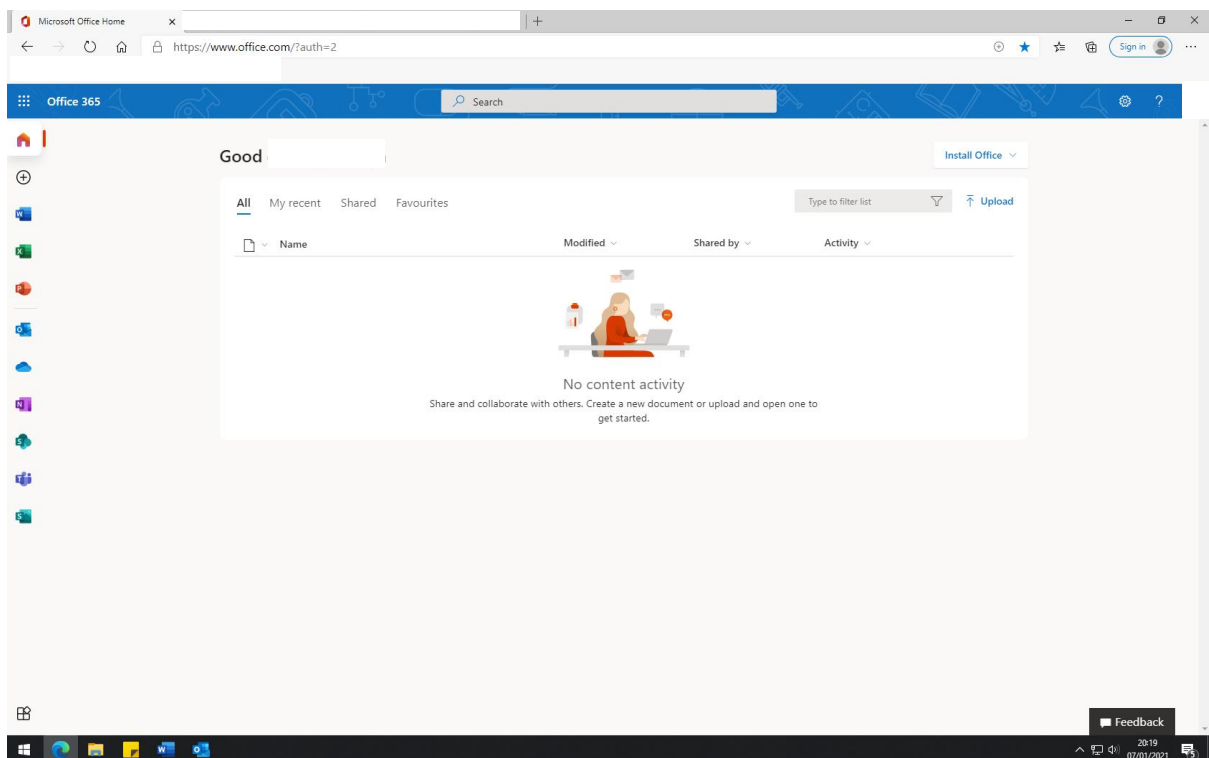 Microsoft Office Home
https://www.office.com/?auth=2
Sign in
Office 365
Search
?
Good
Install Office
All My recent Shared Favourites
Type to filter list
Upload
Name Modified Shared by Activity
No content activity
Share and collaborate with others. Create a new document or upload and open one to
get started.
Feedback
20:19
07/01/2021